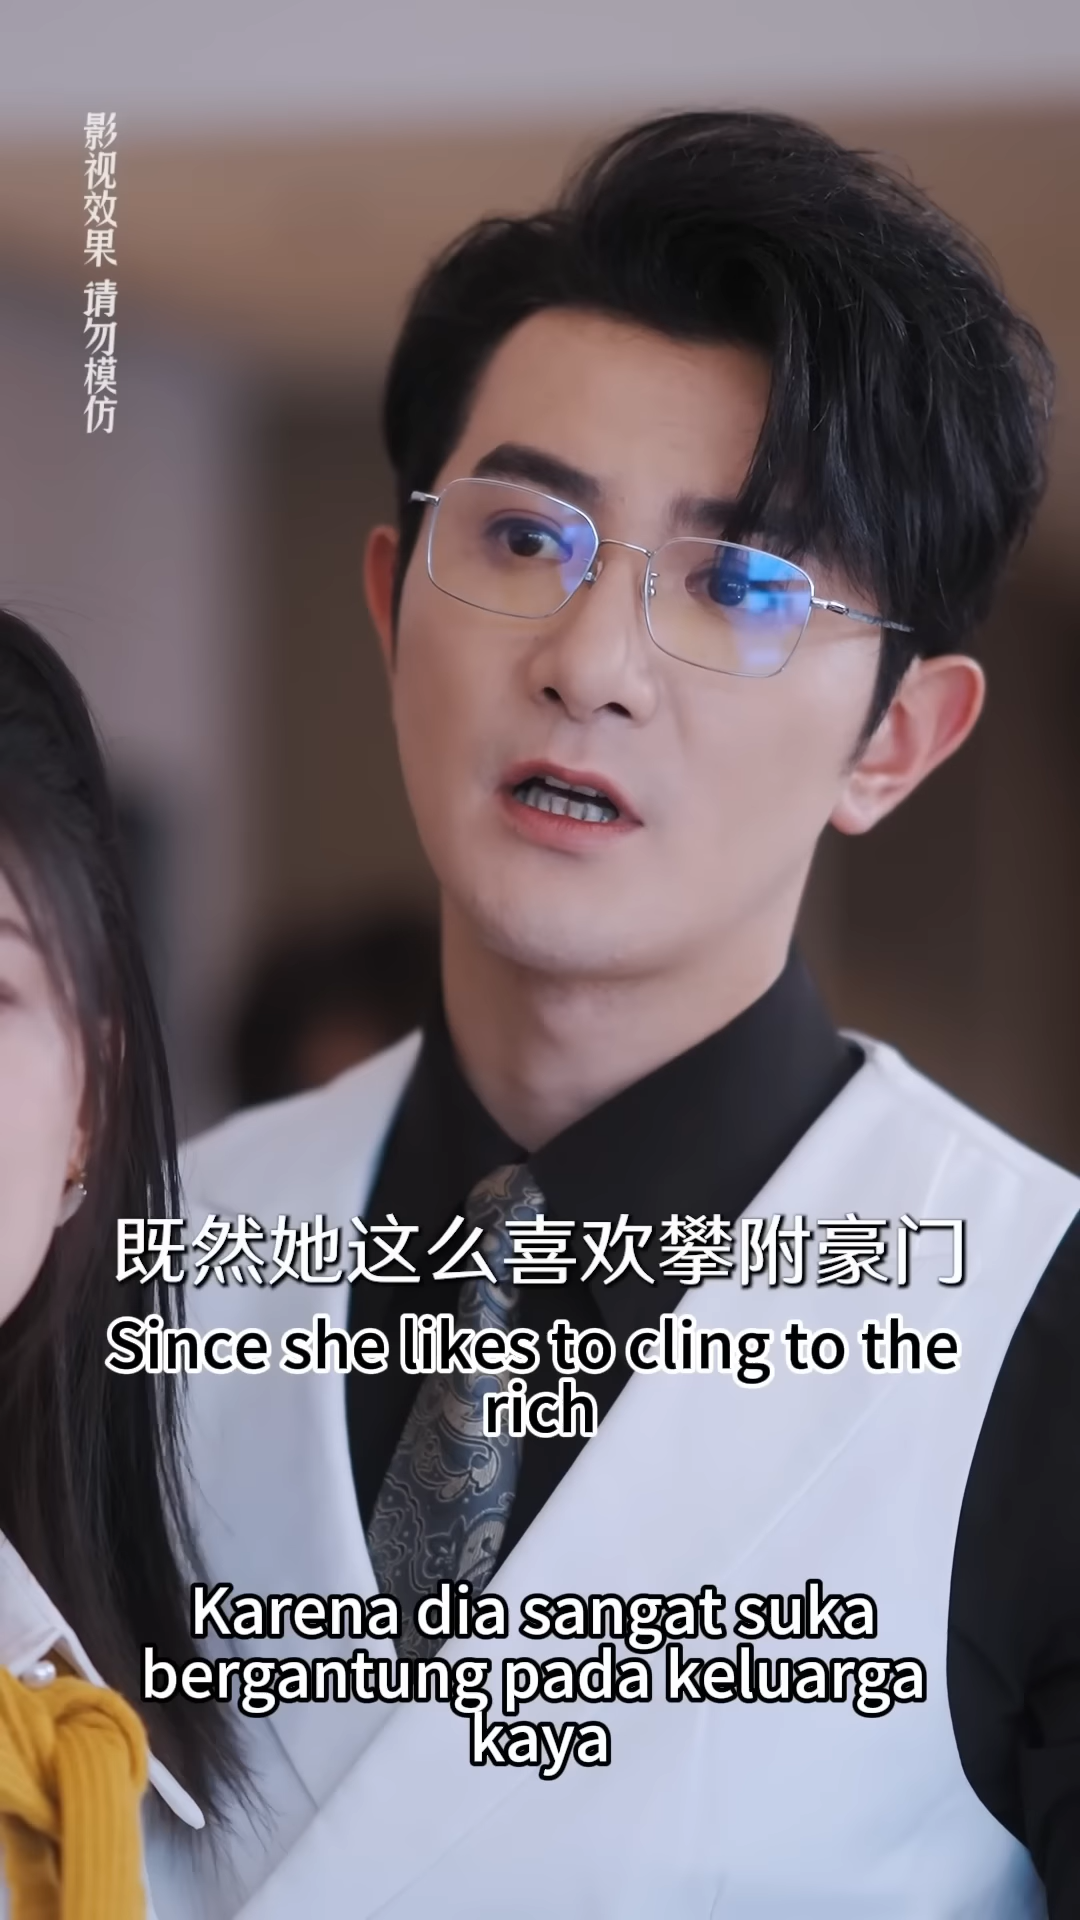 影视效果 请勿模仿
既然她这么喜欢攀附豪门
Since she likes to cling to the
rich
Karena dia sangat suka
bergantung pada keluarga
kaya